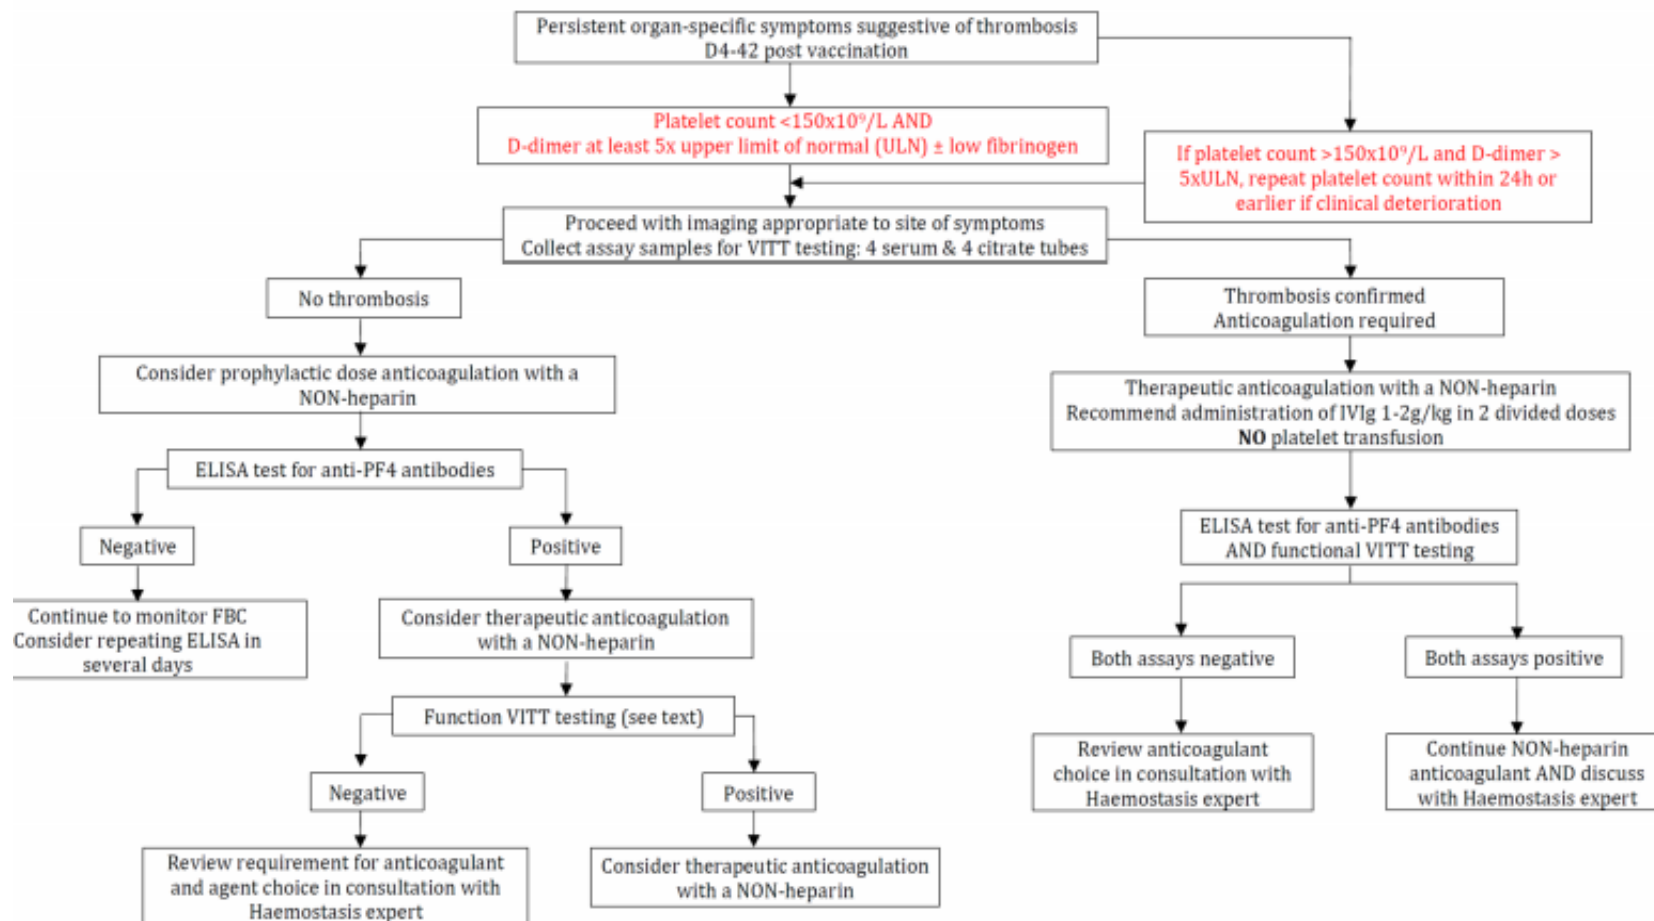 Persistent organ-specific symptoms suggestive of thrombosis
D4-42 post vaccination
Platelet count <150x10⁹/L AND
D-dimer at least 5x upper limit of normal (ULN) ± low fibrinogen
If platelet count >150x10⁹/L and D-dimer >
5xULN, repeat platelet count within 24h or
earlier if clinical deterioration
Proceed with imaging appropriate to site of symptoms
Collect assay samples for VITT testing: 4 serum & 4 citrate tubes
No thrombosis
Thrombosis confirmed
Anticoagulation required
Consider prophylactic dose anticoagulation with a
NON-heparin
Therapeutic anticoagulation with a NON-heparin
Recommend administration of IVIg 1-2g/kg in 2 divided doses
NO platelet transfusion
ELISA test for anti-PF4 antibodies
ELISA test for anti-PF4 antibodies
AND functional VITT testing
Negative
Positive
Continue to monitor FBC
Consider repeating ELISA in
several days
Consider therapeutic anticoagulation
with a NON-heparin
Both assays negative
Both assays positive
Function VITT testing (see text)
Review anticoagulant
choice in consultation with
Haemostasis expert
Continue NON-heparin
anticoagulant AND discuss
with Haemostasis expert
Negative
Positive
Review requirement for anticoagulant
and agent choice in consultation with
Haemostasis expert
Consider therapeutic anticoagulation
with a NON-heparin